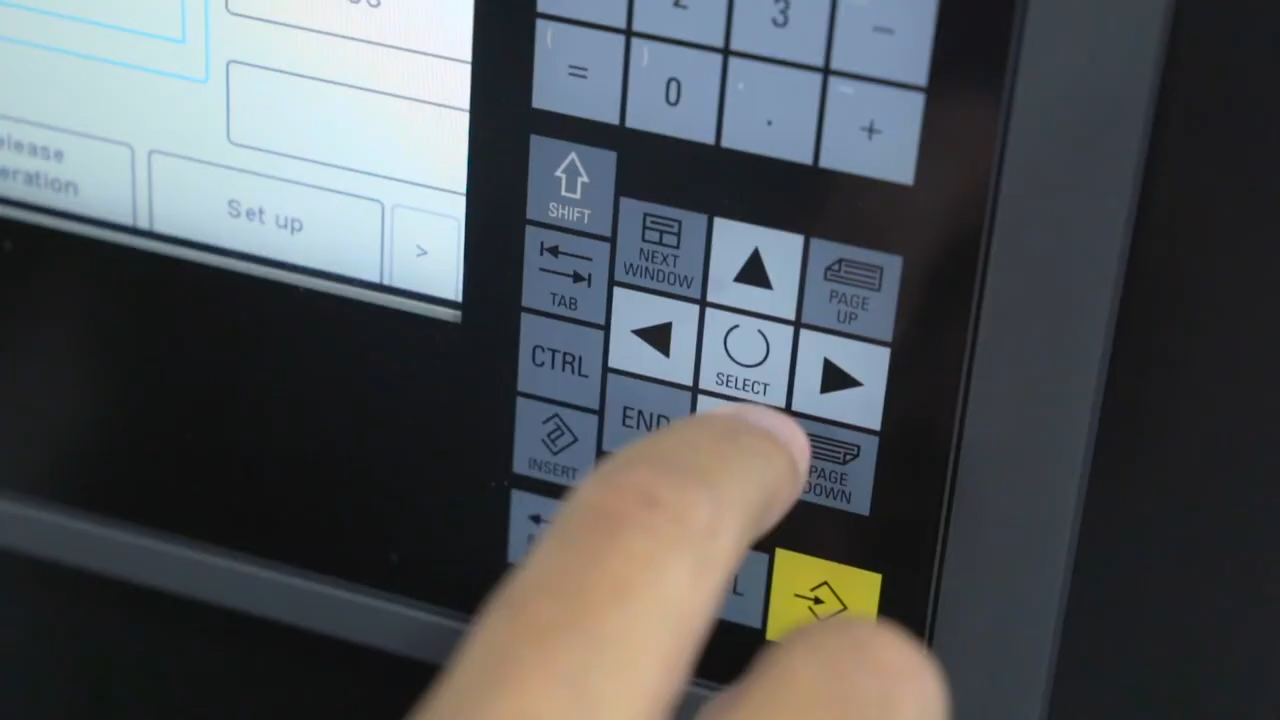 2
3
-
(
=
)
0
.
+
elease
eration
Set up
>
SHIFT
NEXT
WINDOW
PAGE
UP
TAB
CTRL
SELECT
END
INSERT
PAGE
DOWN
L